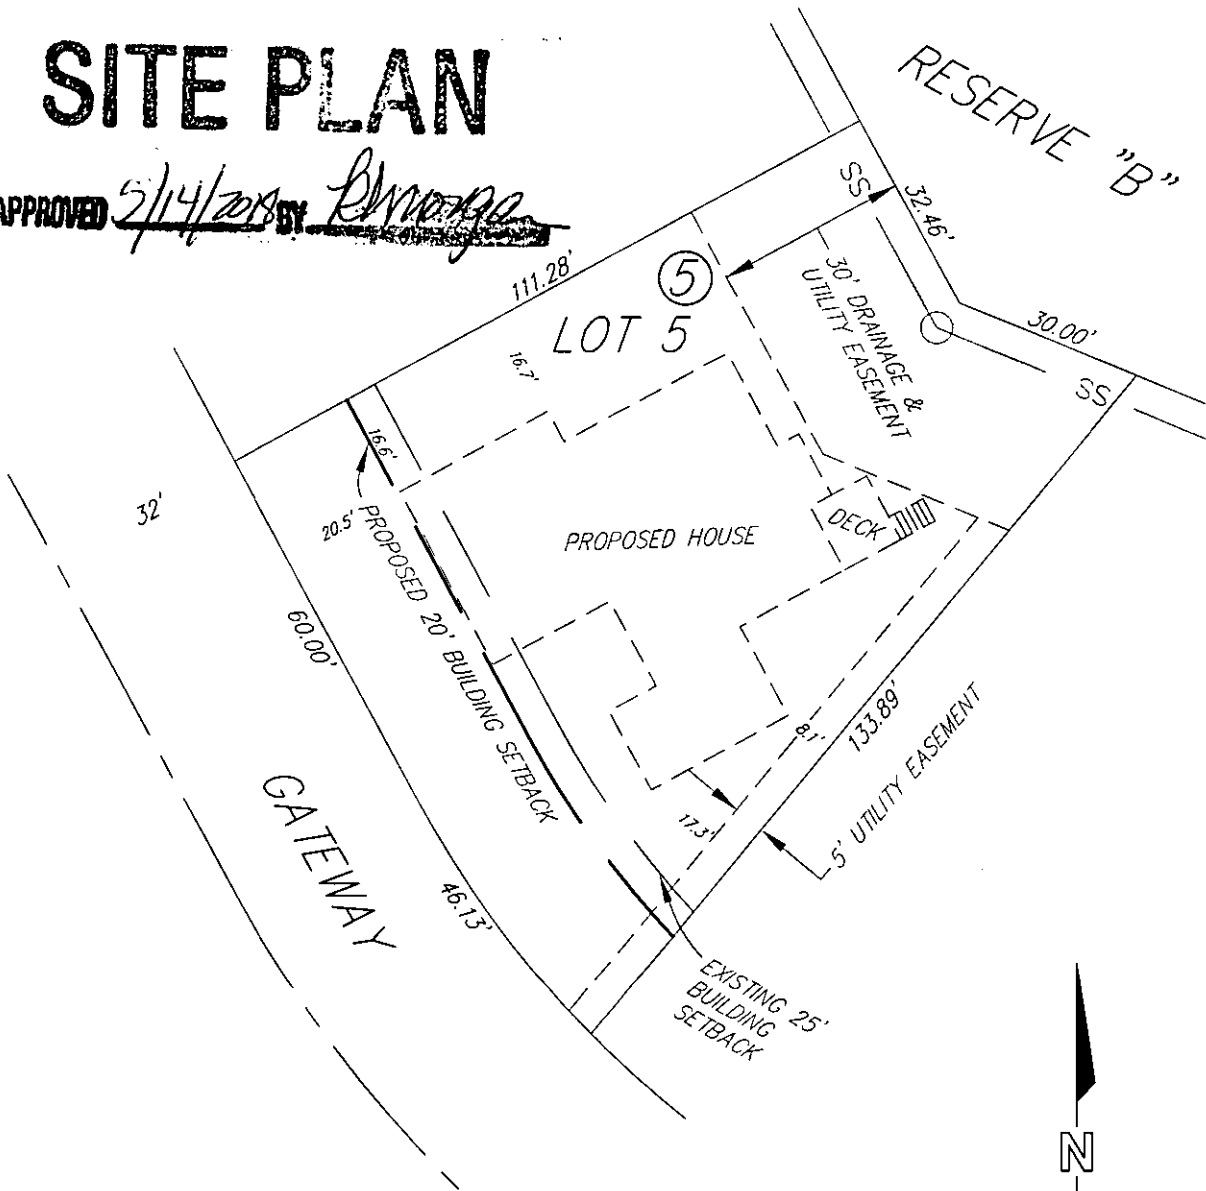 SITE PLAN
APPROVED 5/14/2018 BY
RESERVE "B"
SS
32.46'
111.28'
5
LOT 5
30' DRAINAGE &
UTILITY EASEMENT
30.00'
SS
16.7'
16.6'
32'
20.5'
PROPOSED 20' BUILDING SETBACK
PROPOSED HOUSE
DECK
60.00'
8.1'
133.89'
5' UTILITY EASEMENT
17.3'
GATEWAY
46.13'
EXISTING 25'
BUILDING
SETBACK
N